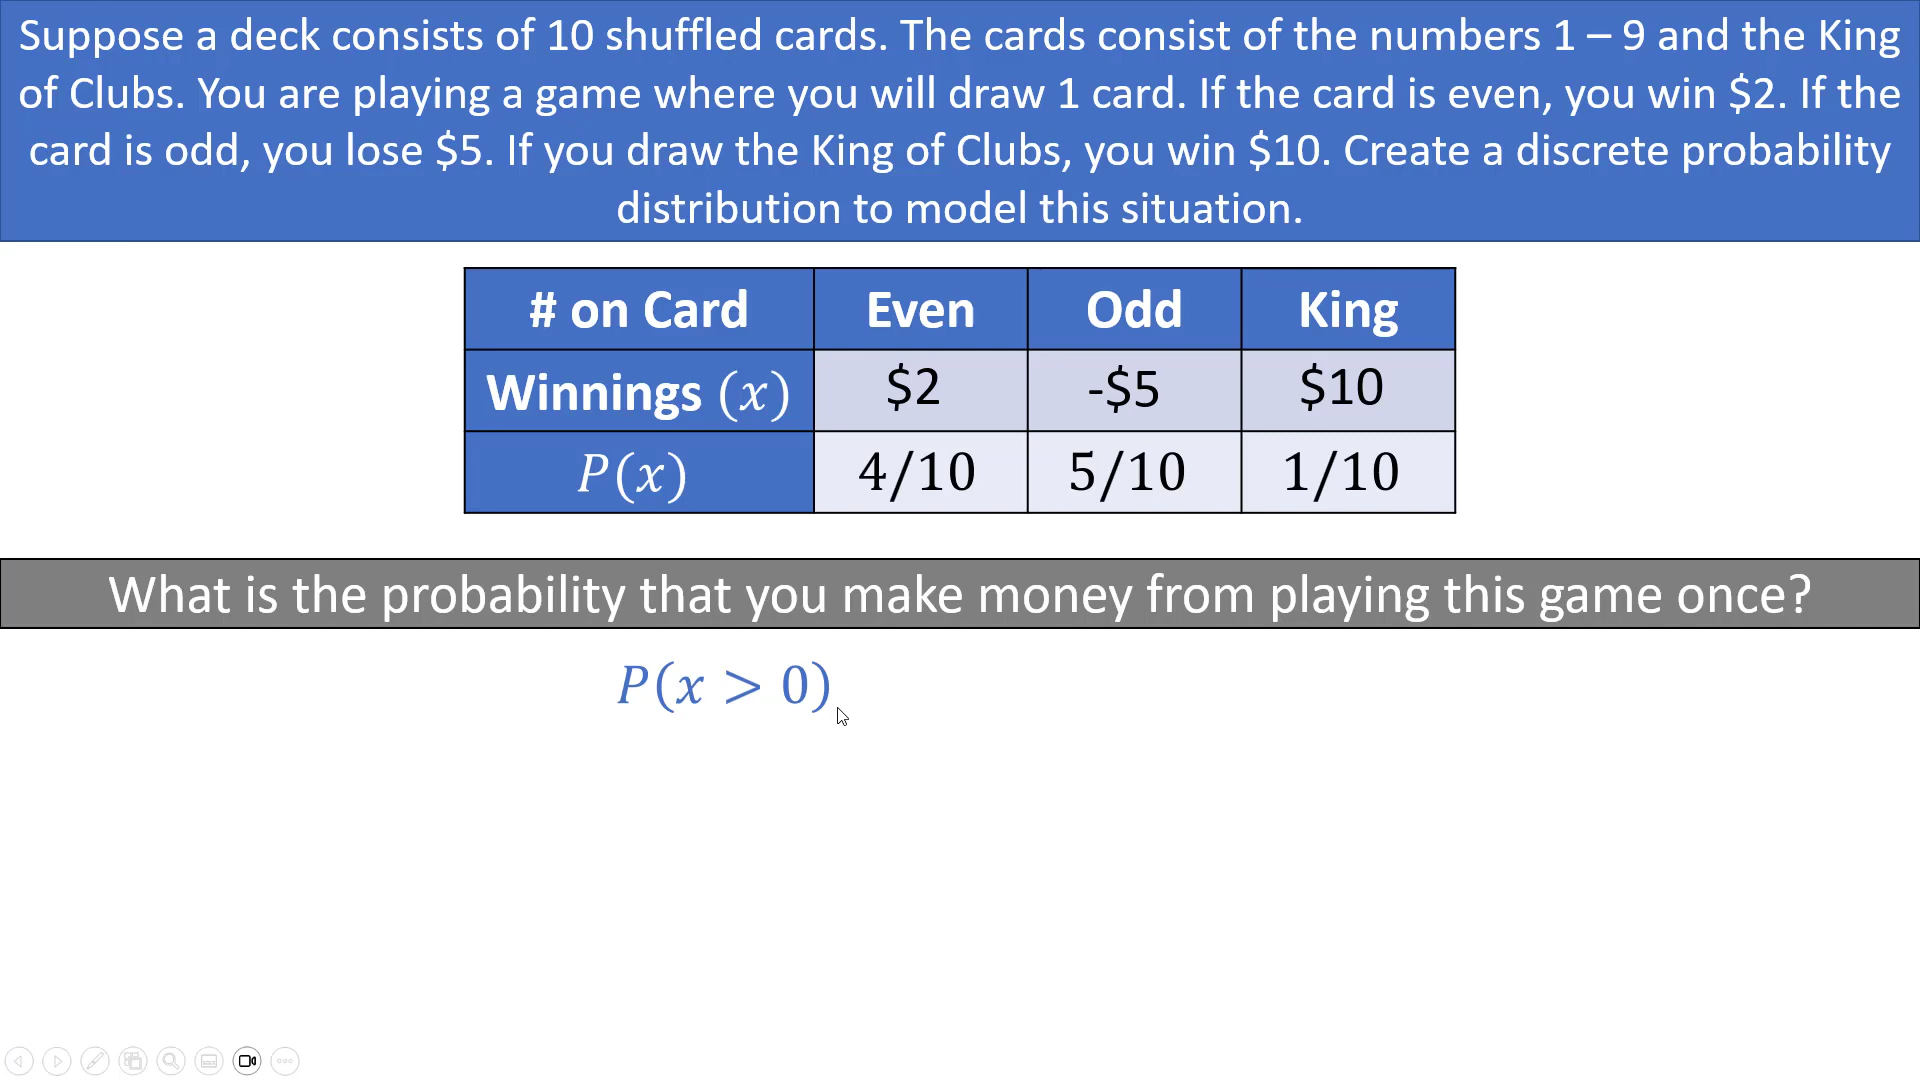 Suppose a deck consists of 10 shuffled cards. The cards consist of the numbers 1 – 9 and the King
of Clubs. You are playing a game where you will draw 1 card. If the card is even, you win $2. If the
card is odd, you lose $5. If you draw the King of Clubs, you win $10. Create a discrete probability
distribution to model this situation.
# on Card Even Odd King
Winnings (x) $2 -$5 $10
P(x) 4/10 5/10 1/10
What is the probability that you make money from playing this game once?
P(x > 0)